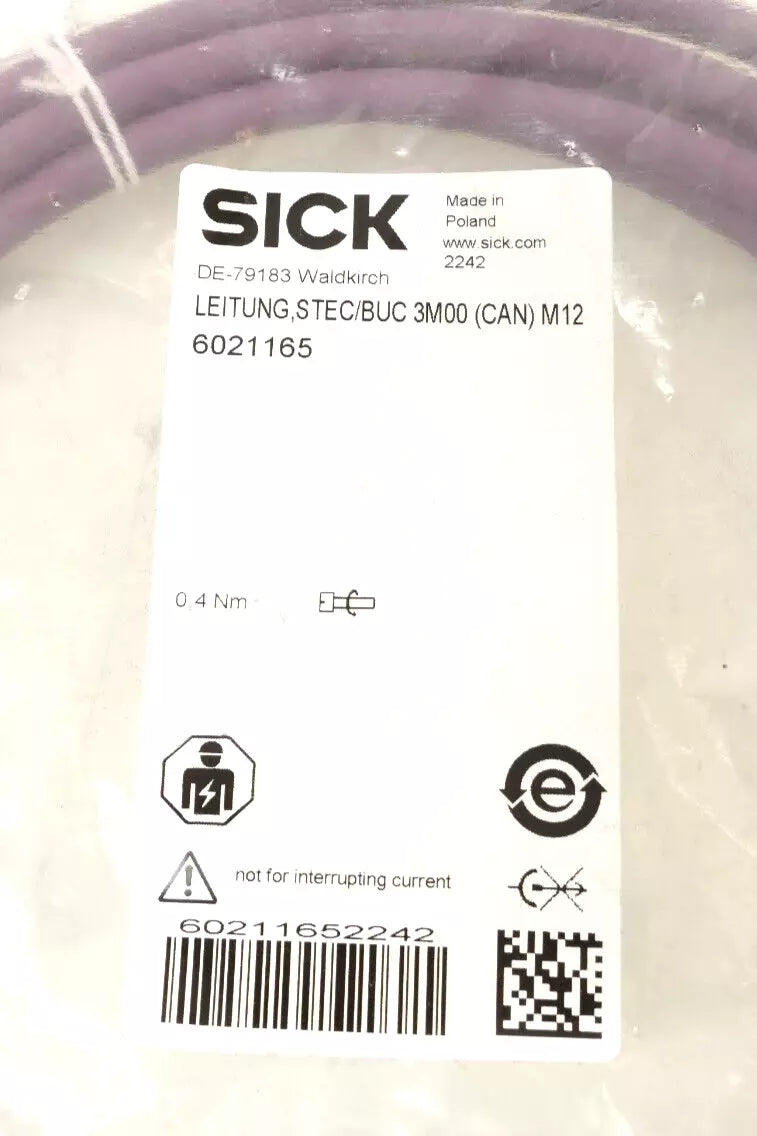 SICK
Made in
Poland
www.sick.com
2242
DE-79183 Waldkirch
LEITUNG,STEC/BUC 3M00 (CAN) M12
6021165
0,4 Nm
e
not for interrupting current
60211652242